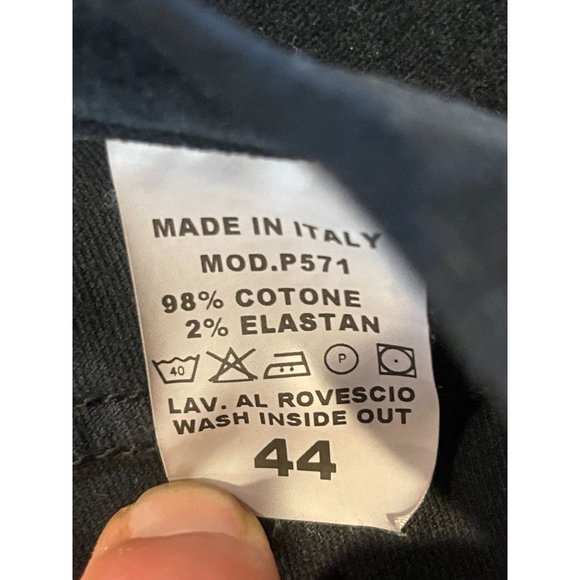 MADE IN ITALY
MOD.P571
98% COTONE
2% ELASTAN
40 P
LAV. AL ROVESCIO
WASH INSIDE OUT
44